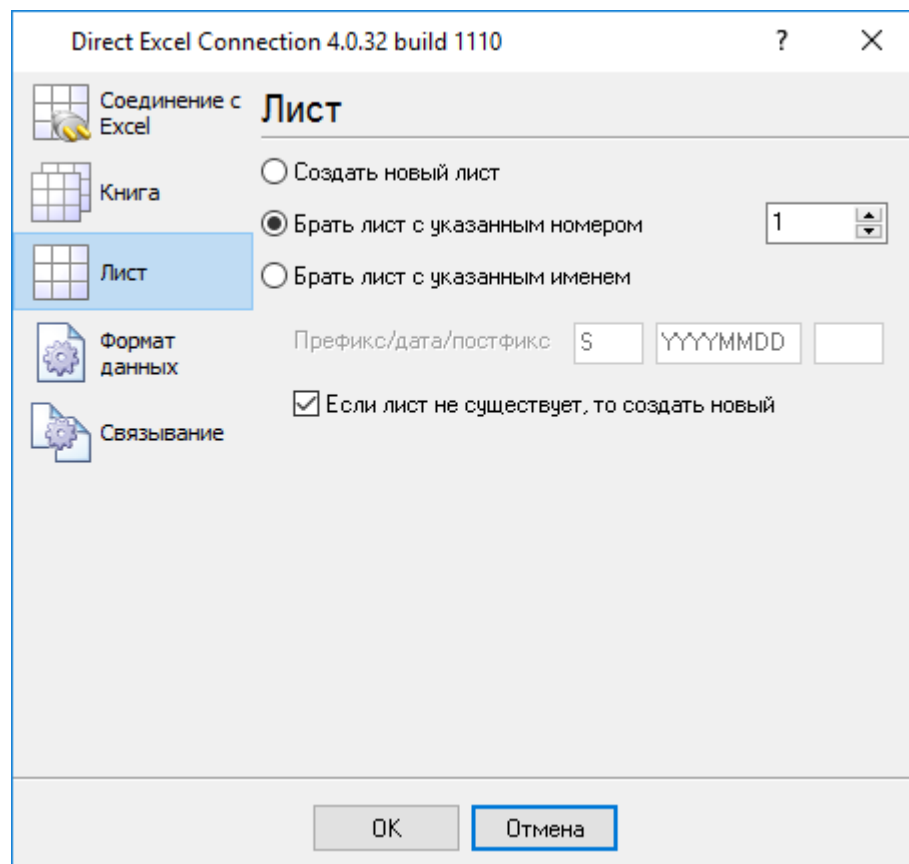 Direct Excel Connection 4.0.32 build 1110
?
Соединение с
Excel
Книга
Лист
Формат
данных
Связывание
Лист
Создать новый лист
Брать лист с указанным номером 1
Брать лист с указанным именем
Префикс/дата/постфикс S YYYYMMDD
Если лист не существует, то создать новый
OK Отмена